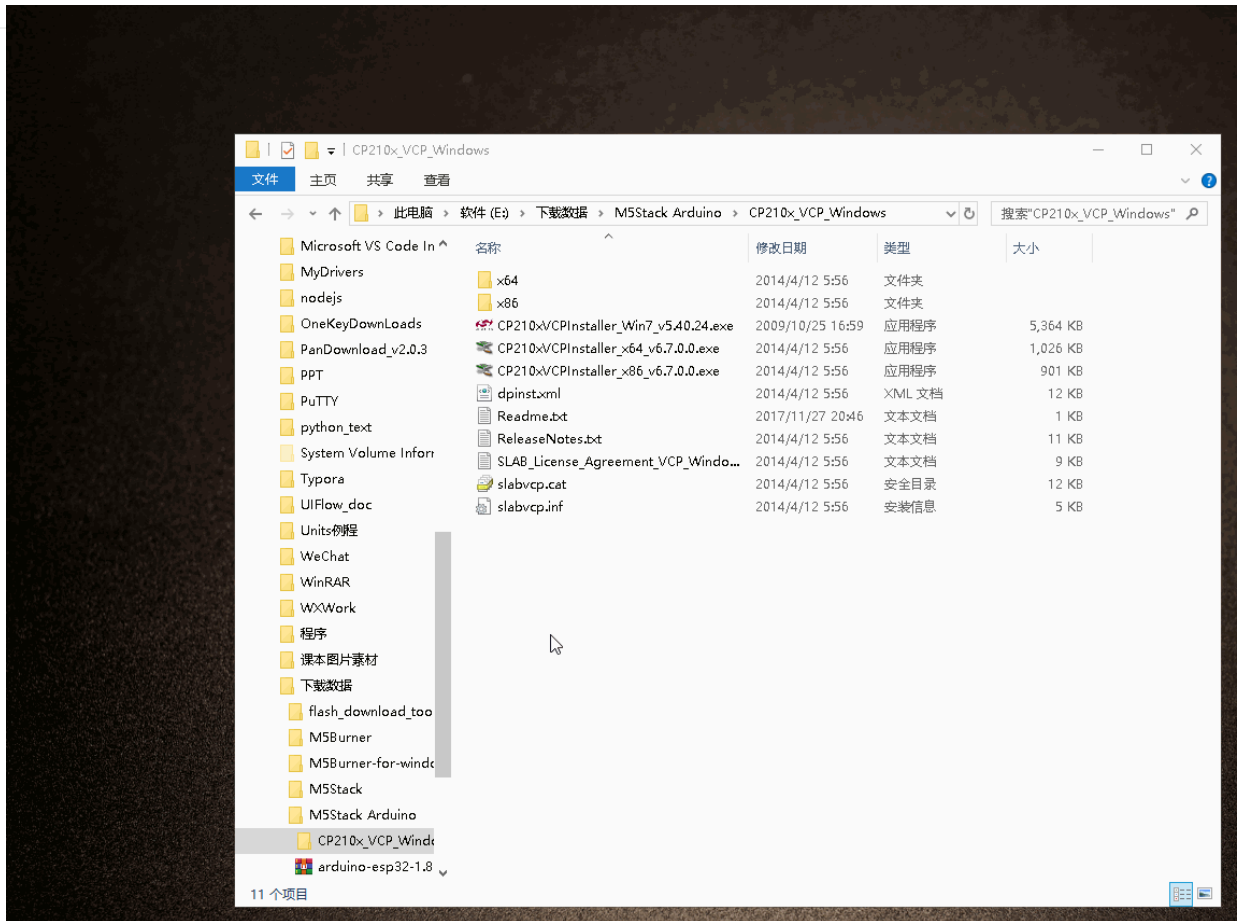 CP210x_VCP_Windows
文件 主页 共享 查看
此电脑 › 软件 (E:) › 下载数据 › M5Stack Arduino › CP210x_VCP_Windows 搜索"CP210x_VCP_Windows"
名称 修改日期 类型 大小
x64 2014/4/12 5:56 文件夹
x86 2014/4/12 5:56 文件夹
CP210xVCPInstaller_Win7_v5.40.24.exe 2009/10/25 16:59 应用程序 5,364 KB
CP210xVCPInstaller_x64_v6.7.0.0.exe 2014/4/12 5:56 应用程序 1,026 KB
CP210xVCPInstaller_x86_v6.7.0.0.exe 2014/4/12 5:56 应用程序 901 KB
dpinst.xml 2014/4/12 5:56 XML 文档 12 KB
Readme.txt 2017/11/27 20:46 文本文档 1 KB
ReleaseNotes.txt 2014/4/12 5:56 文本文档 11 KB
SLAB_License_Agreement_VCP_Windo... 2014/4/12 5:56 文本文档 9 KB
slabvcp.cat 2014/4/12 5:56 安全目录 12 KB
slabvcp.inf 2014/4/12 5:56 安装信息 5 KB
Microsoft VS Code In
MyDrivers
nodejs
OneKeyDownLoads
PanDownload_v2.0.3
PPT
PuTTY
python_text
System Volume Inforr
Typora
UIFlow_doc
Units例程
WeChat
WinRAR
WXWork
程序
课本图片素材
下载数据
flash_download_too
M5Burner
M5Burner-for-windc
M5Stack
M5Stack Arduino
CP210x_VCP_Windc
arduino-esp32-1.8
11 个项目